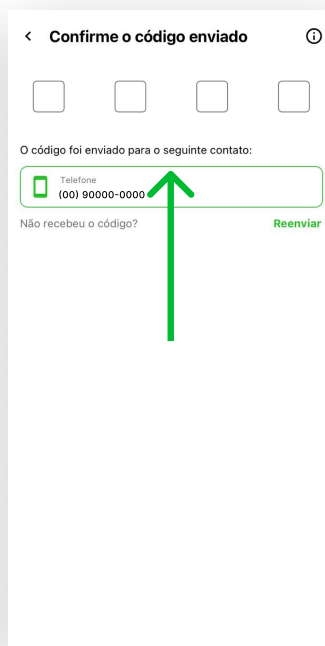 Confirme o código enviado
O código foi enviado para o seguinte contato:
Telefone
(00) 90000-0000
Não recebeu o código? Reenviar